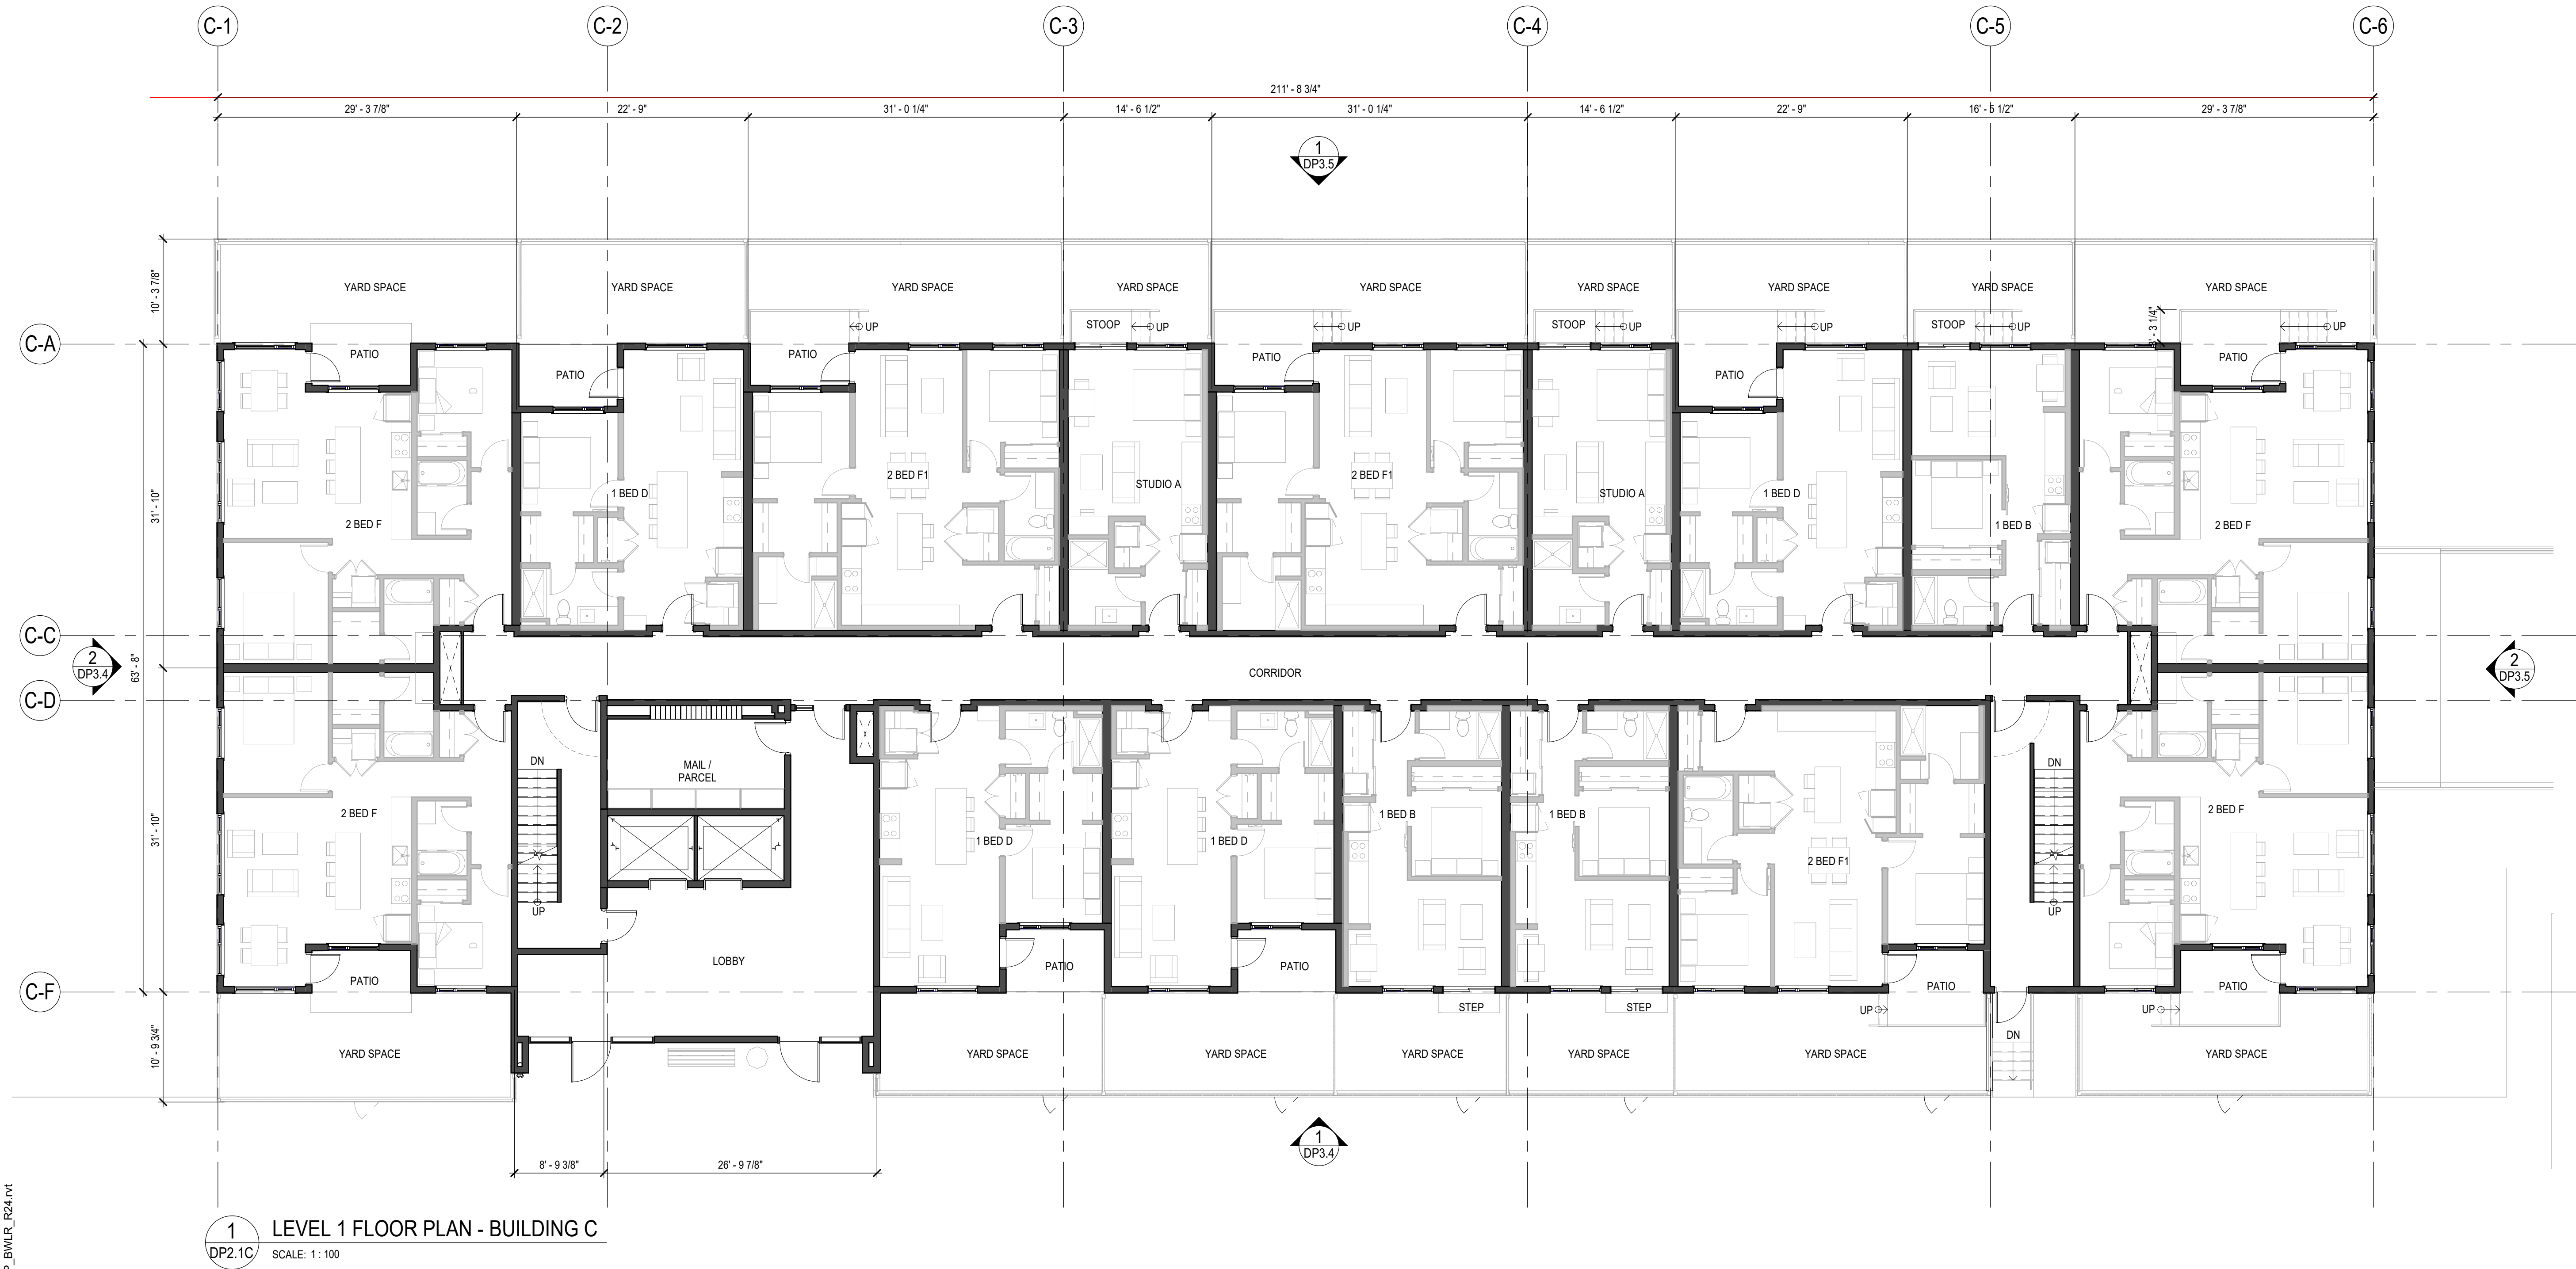 C-1
C-2
C-3
C-4
C-5
C-6
211' - 8 3/4"
29' - 3 7/8"
22' - 9"
31' - 0 1/4"
14' - 6 1/2"
31' - 0 1/4"
14' - 6 1/2"
22' - 9"
16' - 5 1/2"
29' - 3 7/8"
1
DP3.5
10' - 3 7/8"
YARD SPACE
YARD SPACE
YARD SPACE
YARD SPACE
YARD SPACE
YARD SPACE
YARD SPACE
YARD SPACE
YARD SPACE
UP
STOOP
UP
UP
STOOP
UP
UP
STOOP
UP
' - 3 1/4"
UP
C-A
PATIO
PATIO
PATIO
PATIO
PATIO
PATIO
31' - 10"
2 BED F
1 BED D
2 BED F1
STUDIO A
2 BED F1
STUDIO A
1 BED D
1 BED B
2 BED F
C-C
2
DP3.4
63' - 8"
CORRIDOR
2
DP3.5
C-D
DN
MAIL /
PARCEL
DN
31' - 10"
2 BED F
1 BED D
1 BED D
1 BED B
1 BED B
2 BED F1
2 BED F
UP
UP
LOBBY
C-F
PATIO
PATIO
PATIO
PATIO
PATIO
STEP
STEP
UP
UP
DN
10' - 9 3/4"
YARD SPACE
YARD SPACE
YARD SPACE
YARD SPACE
YARD SPACE
YARD SPACE
YARD SPACE
1
DP3.4
8' - 9 3/8"
26' - 9 7/8"
1
DP2.1C
LEVEL 1 FLOOR PLAN - BUILDING C
SCALE: 1 : 100
_BWLR_R24.rvt